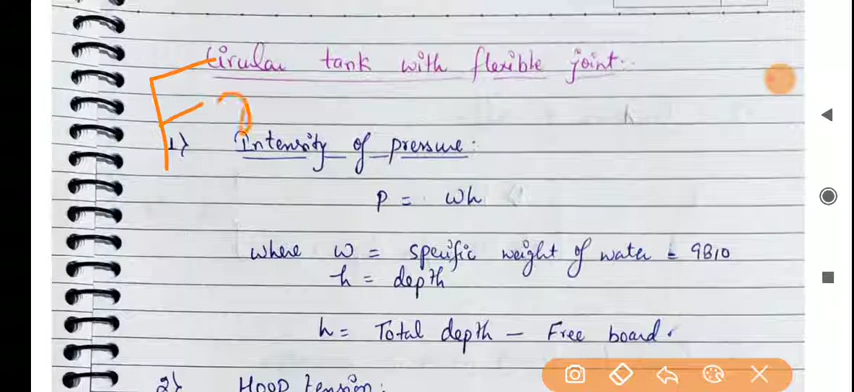 Circular tank with flexible joint..
1} Intensity of pressure:
P = wh
where w = specific weight of water = 9810
h = depth
h = Total depth - Free board.
2} Hoop tension: